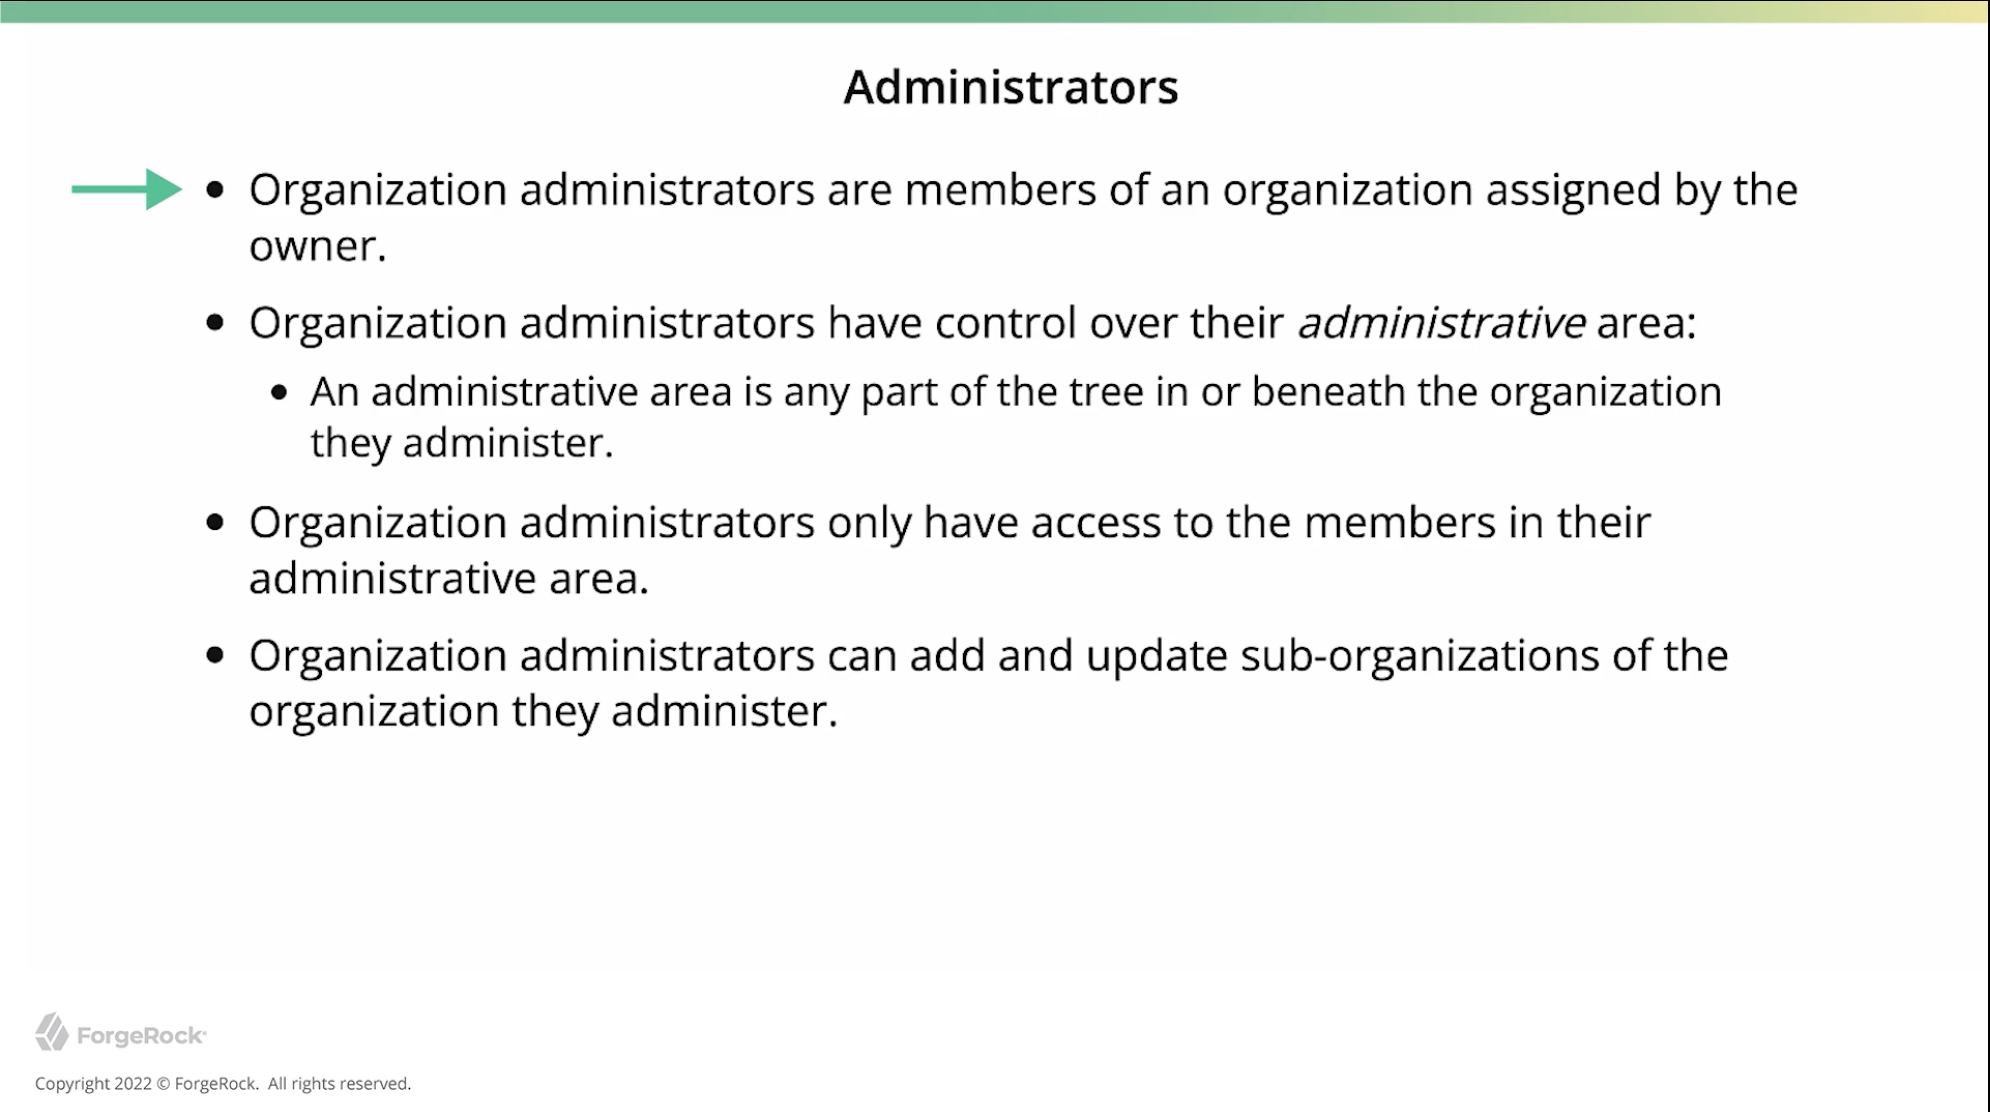 Administrators
• Organization administrators are members of an organization assigned by the
owner.
• Organization administrators have control over their administrative area:
• An administrative area is any part of the tree in or beneath the organization
they administer.
• Organization administrators only have access to the members in their
administrative area.
• Organization administrators can add and update sub-organizations of the
organization they administer.
ForgeRock
Copyright 2022 © ForgeRock. All rights reserved.